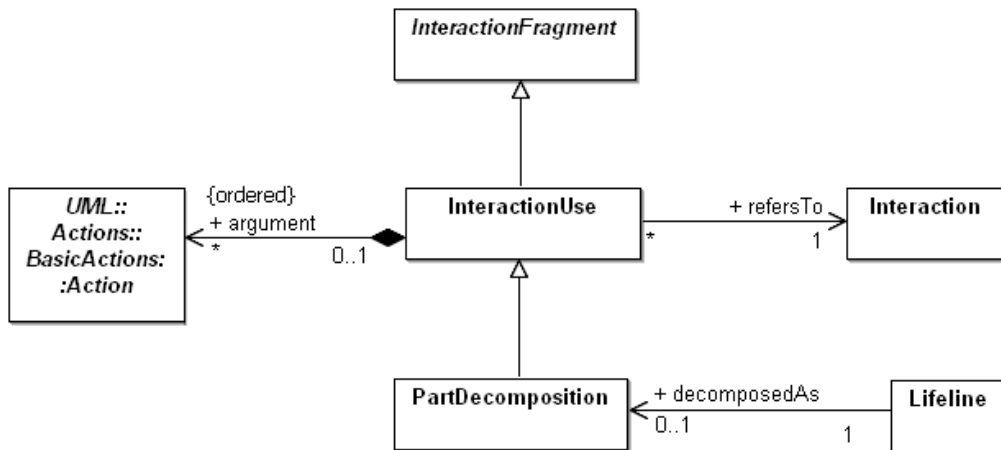 InteractionFragment
UML::
Actions::
BasicActions:
:Action
{ordered}
+ argument
*
0..1
InteractionUse
*
+ refersTo
1
Interaction
PartDecomposition
+ decomposedAs
0..1
1
Lifeline